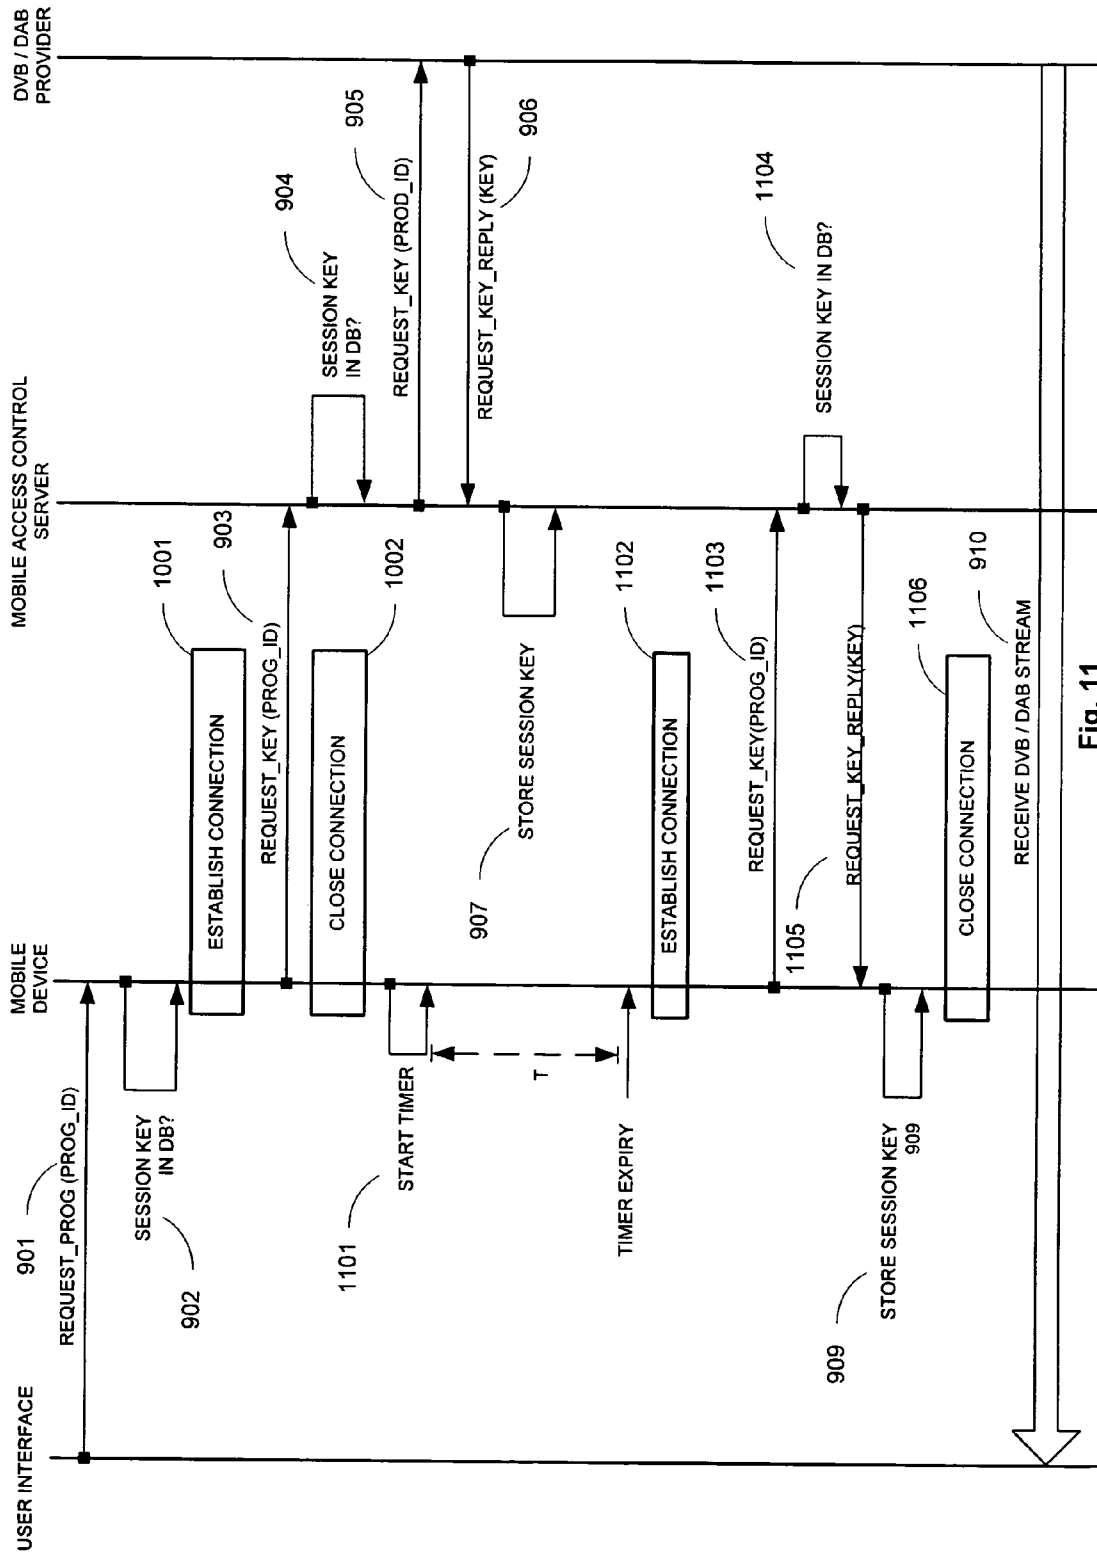 USER INTERFACE
MOBILE
DEVICE
MOBILE ACCESS CONTROL
SERVER
DVB / DAB
PROVIDER
901
REQUEST_PROG (PROG_ID)
SESSION KEY
IN DB?
902
1001
ESTABLISH CONNECTION
903
REQUEST_KEY (PROG_ID)
904
SESSION KEY
IN DB?
1002
CLOSE CONNECTION
1101
START TIMER
905
REQUEST_KEY (PROD_ID)
906
REQUEST_KEY_REPLY (KEY)
907
STORE SESSION KEY
T
TIMER EXPIRY
1102
ESTABLISH CONNECTION
1103
REQUEST_KEY(PROG_ID)
1104
SESSION KEY IN DB?
1105
REQUEST_KEY_REPLY(KEY)
909
STORE SESSION KEY
909
1106
CLOSE CONNECTION
910
RECEIVE DVB / DAB STREAM
Fig. 11